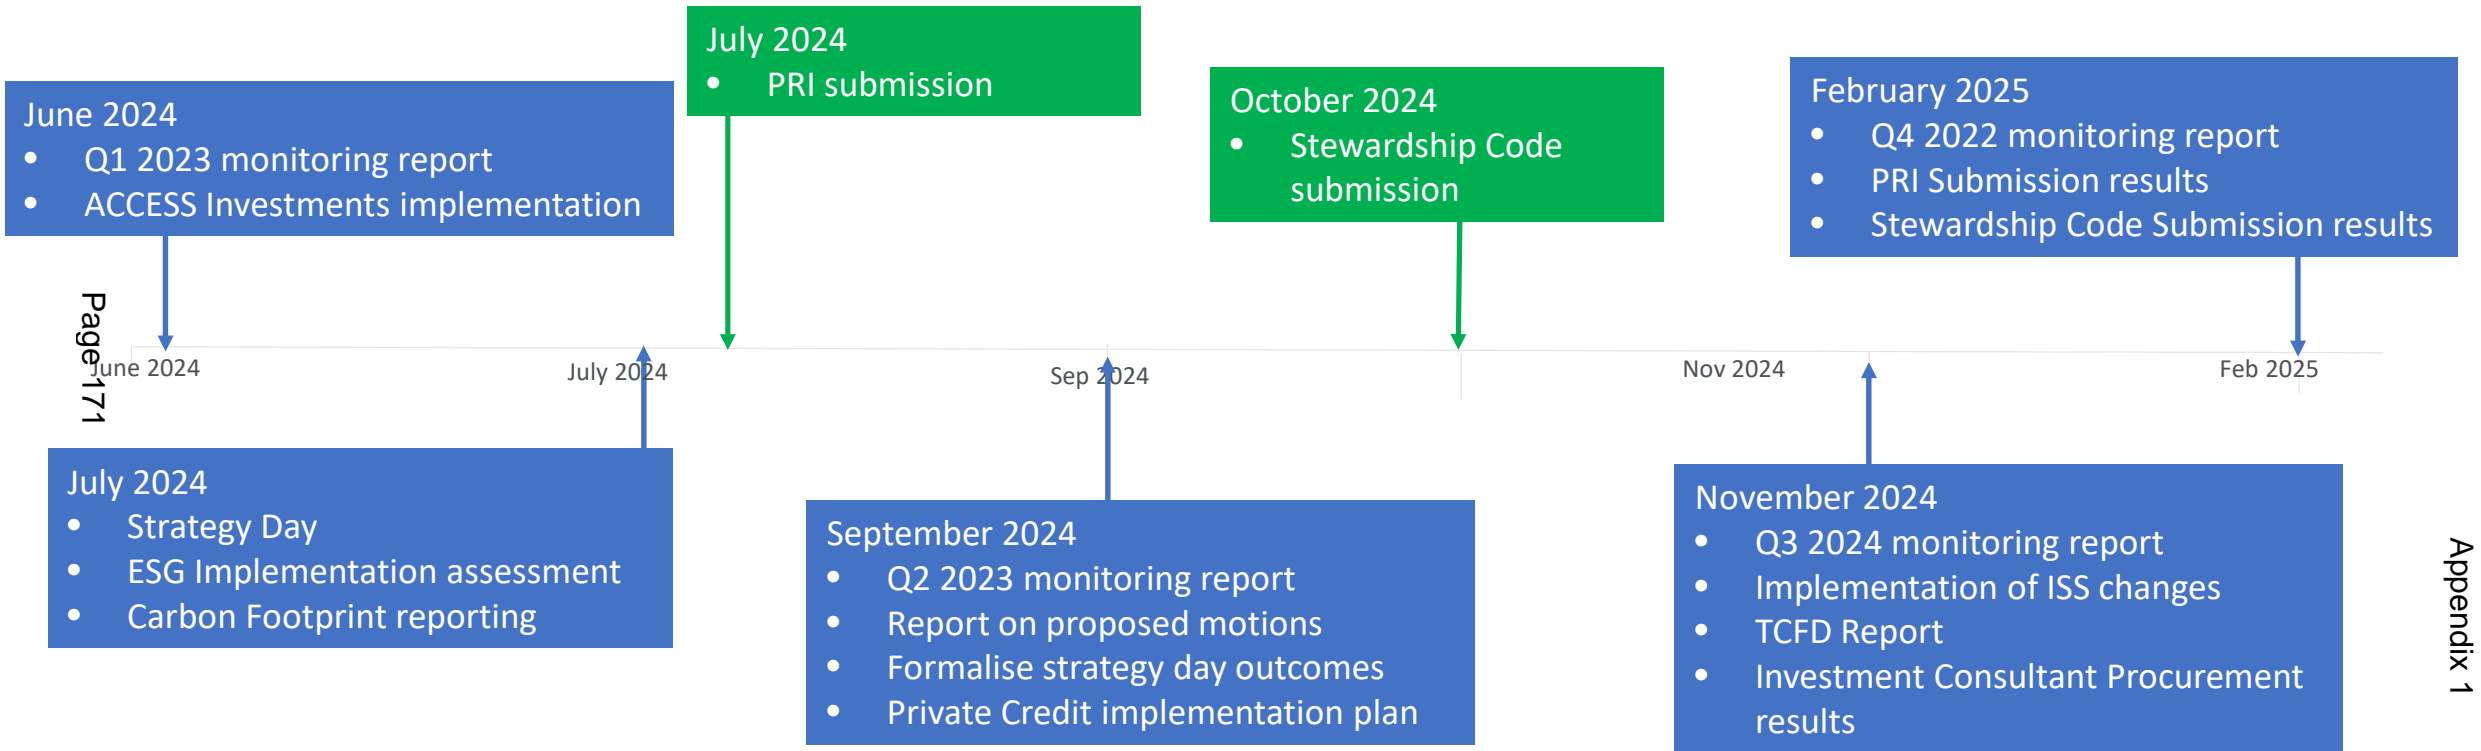 July 2024
• PRI submission
June 2024
• Q1 2023 monitoring report
• ACCESS Investments implementation
October 2024
• Stewardship Code
submission
February 2025
• Q4 2022 monitoring report
• PRI Submission results
• Stewardship Code Submission results
Page 171
June 2024
July 2024
Sep 2024
Nov 2024
Feb 2025
July 2024
• Strategy Day
• ESG Implementation assessment
• Carbon Footprint reporting
September 2024
• Q2 2023 monitoring report
• Report on proposed motions
• Formalise strategy day outcomes
• Private Credit implementation plan
November 2024
• Q3 2024 monitoring report
• Implementation of ISS changes
• TCFD Report
• Investment Consultant Procurement
results
Appendix 1